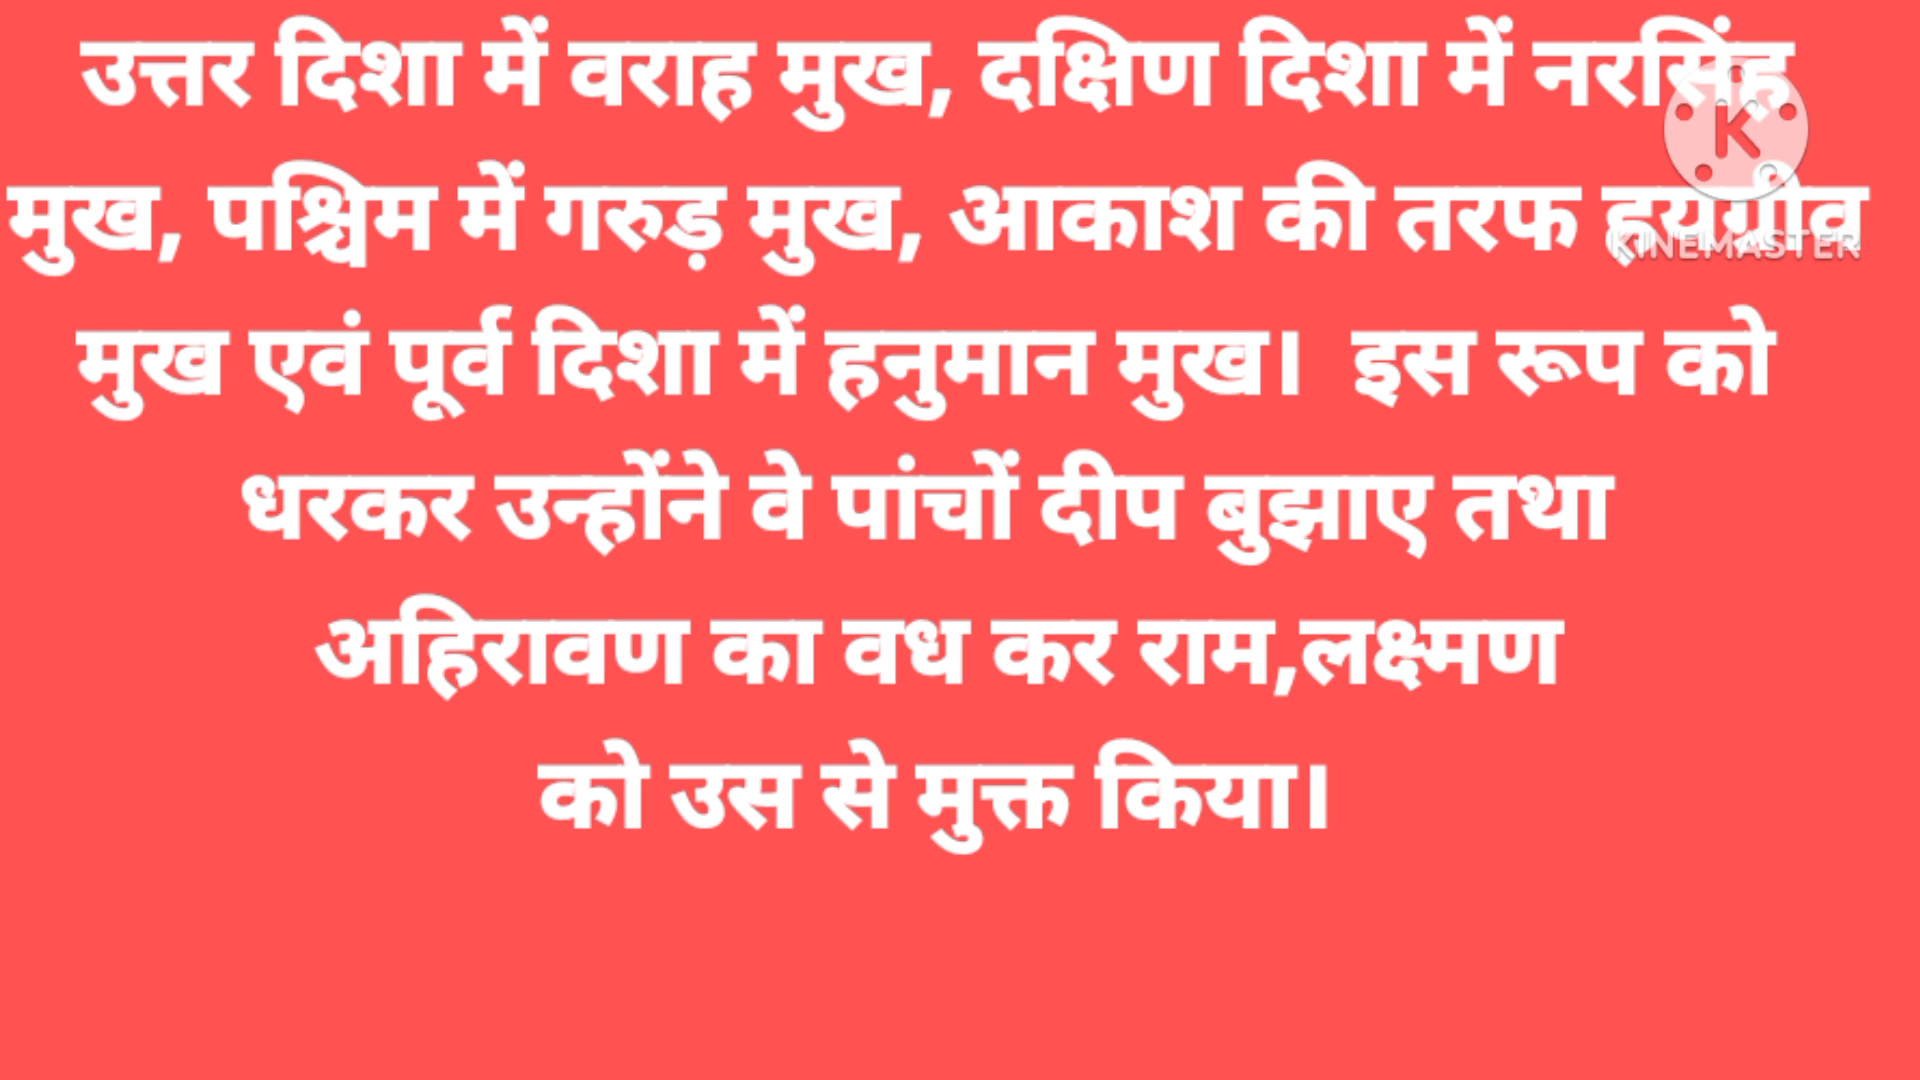 उत्तर दिशा में वराह मुख, दक्षिण दिशा में नरसिंह
मुख, पश्चिम में गरुड़ मुख, आकाश की तरफ हयग्रीव
मुख एवं पूर्व दिशा में हनुमान मुख। इस रूप को
धरकर उन्होंने वे पांचों दीप बुझाए तथा
अहिरावण का वध कर राम,लक्ष्मण
को उस से मुक्त किया।
K
KINEMASTER